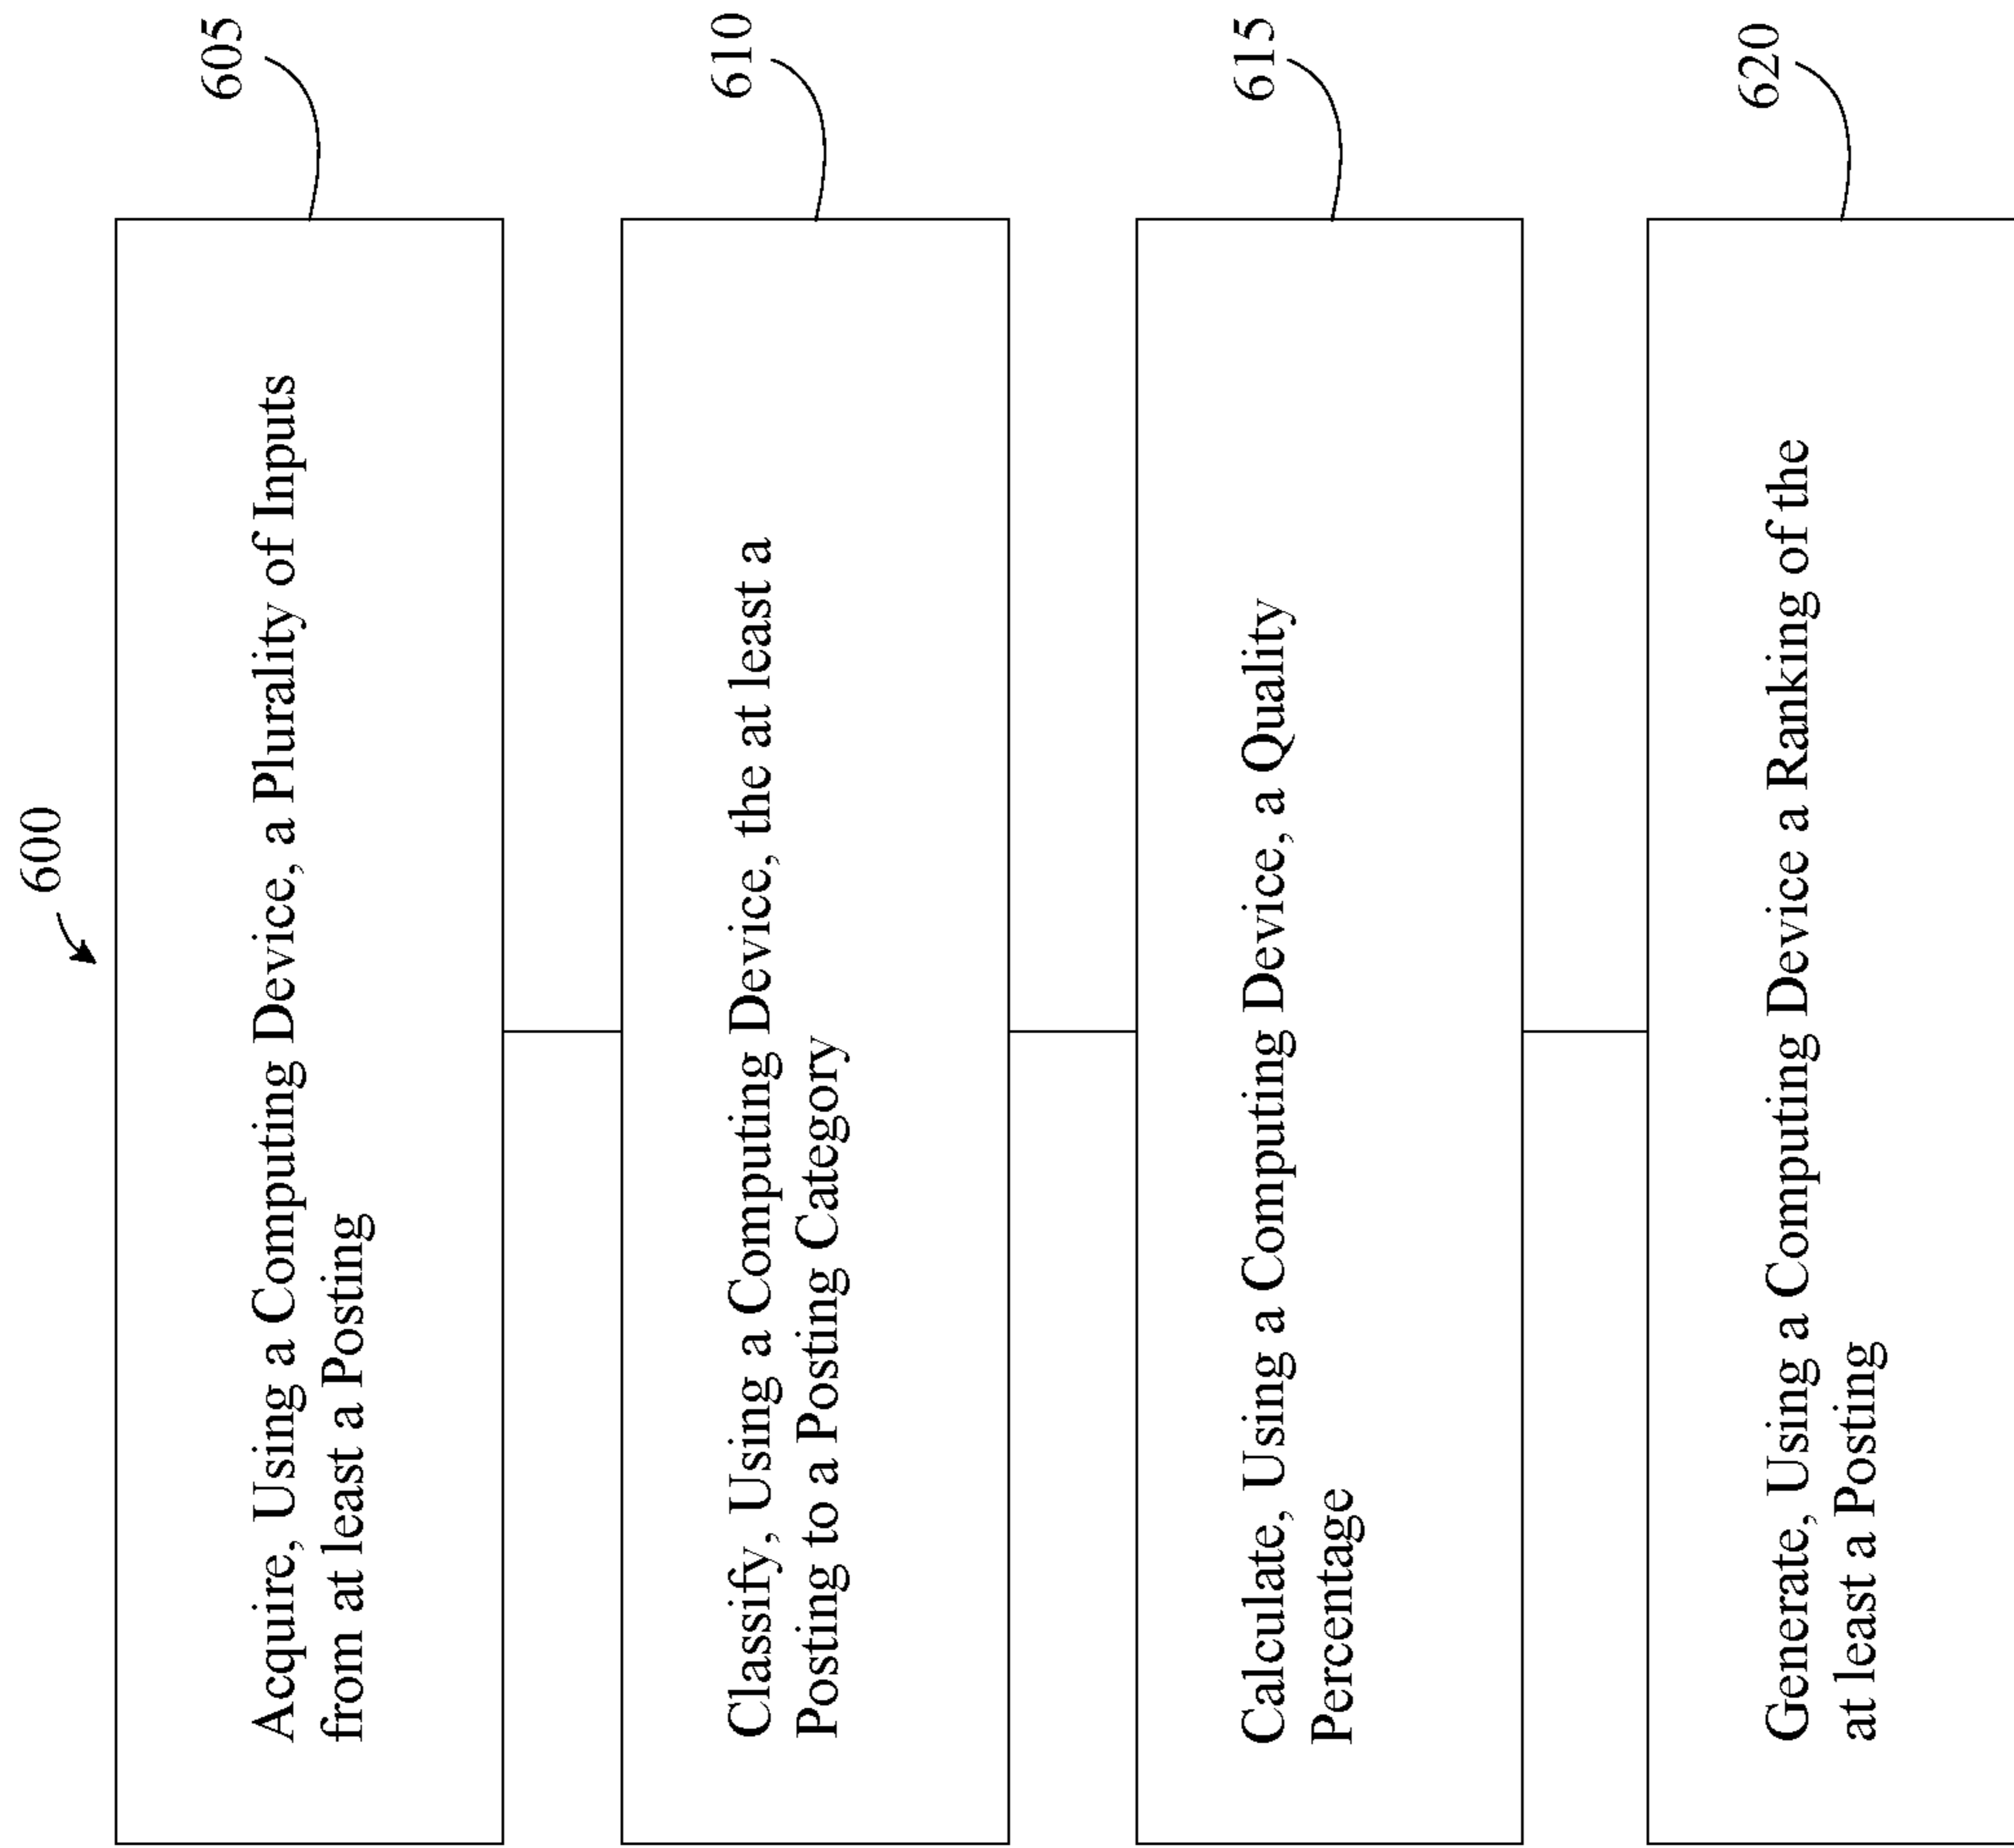 600
605
Acquire, Using a Computing Device, a Plurality of Inputs
from at least a Posting
610
Classify, Using a Computing Device, the at least a
Posting to a Posting Category
615
Calculate, Using a Computing Device, a Quality
Percentage
620
Generate, Using a Computing Device a Ranking of the
at least a Posting